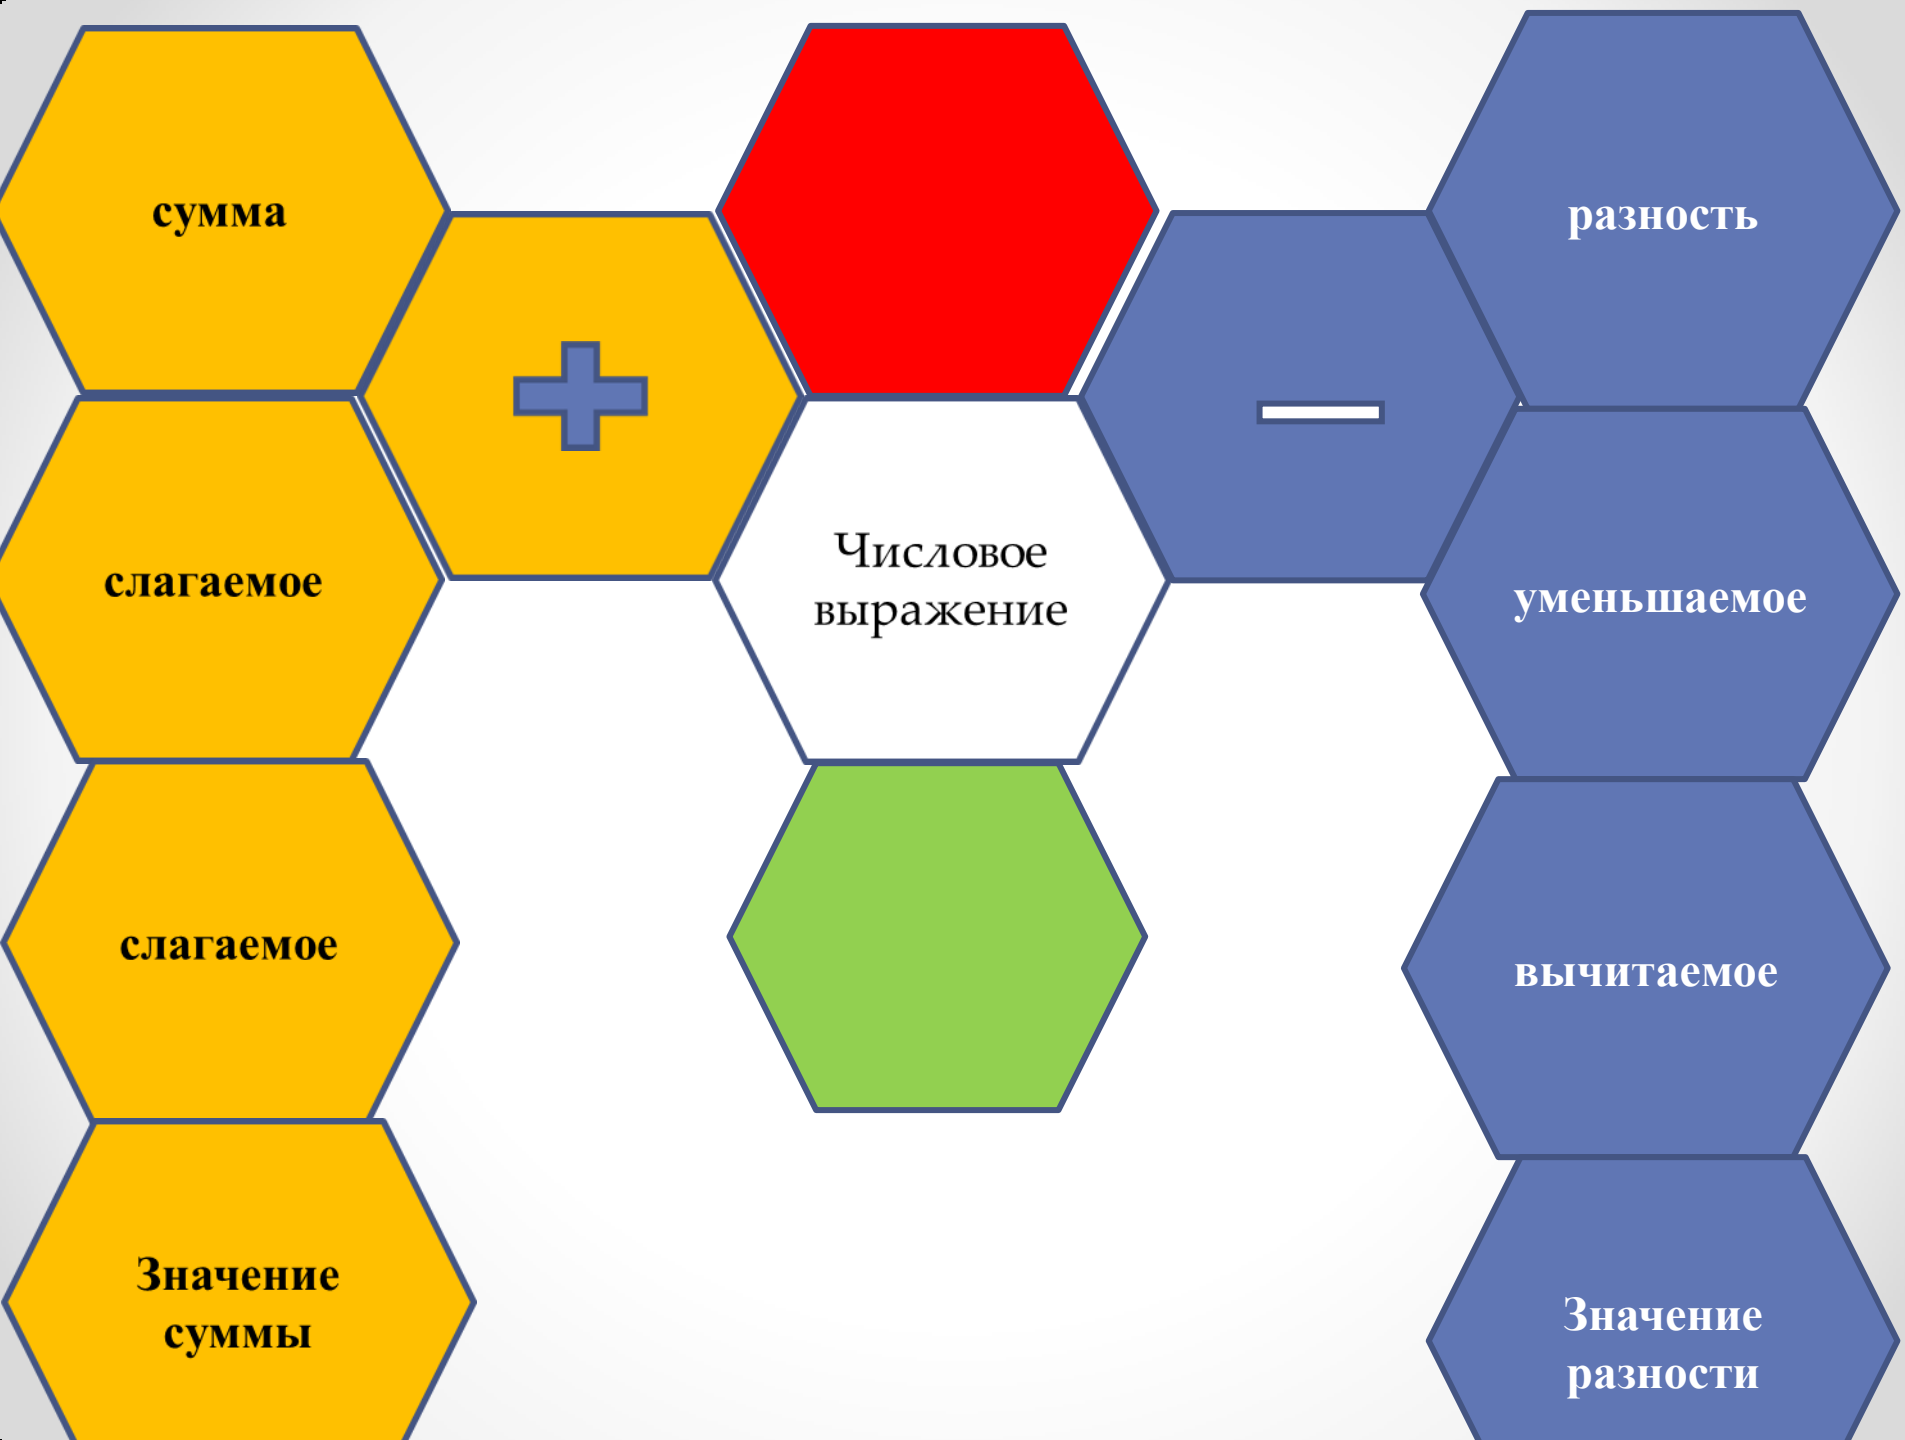 сумма
слагаемое
слагаемое
Значение
суммы
Числовое
выражение
разность
уменьшаемое
вычитаемое
Значение
разности